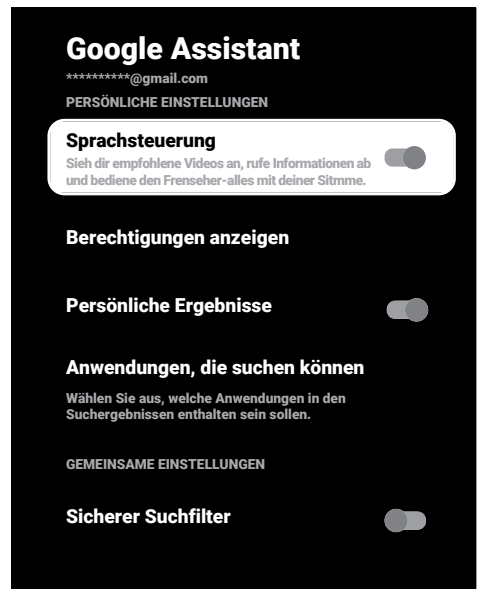 Google Assistant
**********@gmail.com
PERSÖNLICHE EINSTELLUNGEN
Sprachsteuerung
Sieh dir empfohlene Videos an, rufe Informationen ab
und bediene den Frenseher-alles mit deiner Sitmme.
Berechtigungen anzeigen
Persönliche Ergebnisse
Anwendungen, die suchen können
Wählen Sie aus, welche Anwendungen in den
Suchergebnissen enthalten sein sollen.
GEMEINSAME EINSTELLUNGEN
Sicherer Suchfilter